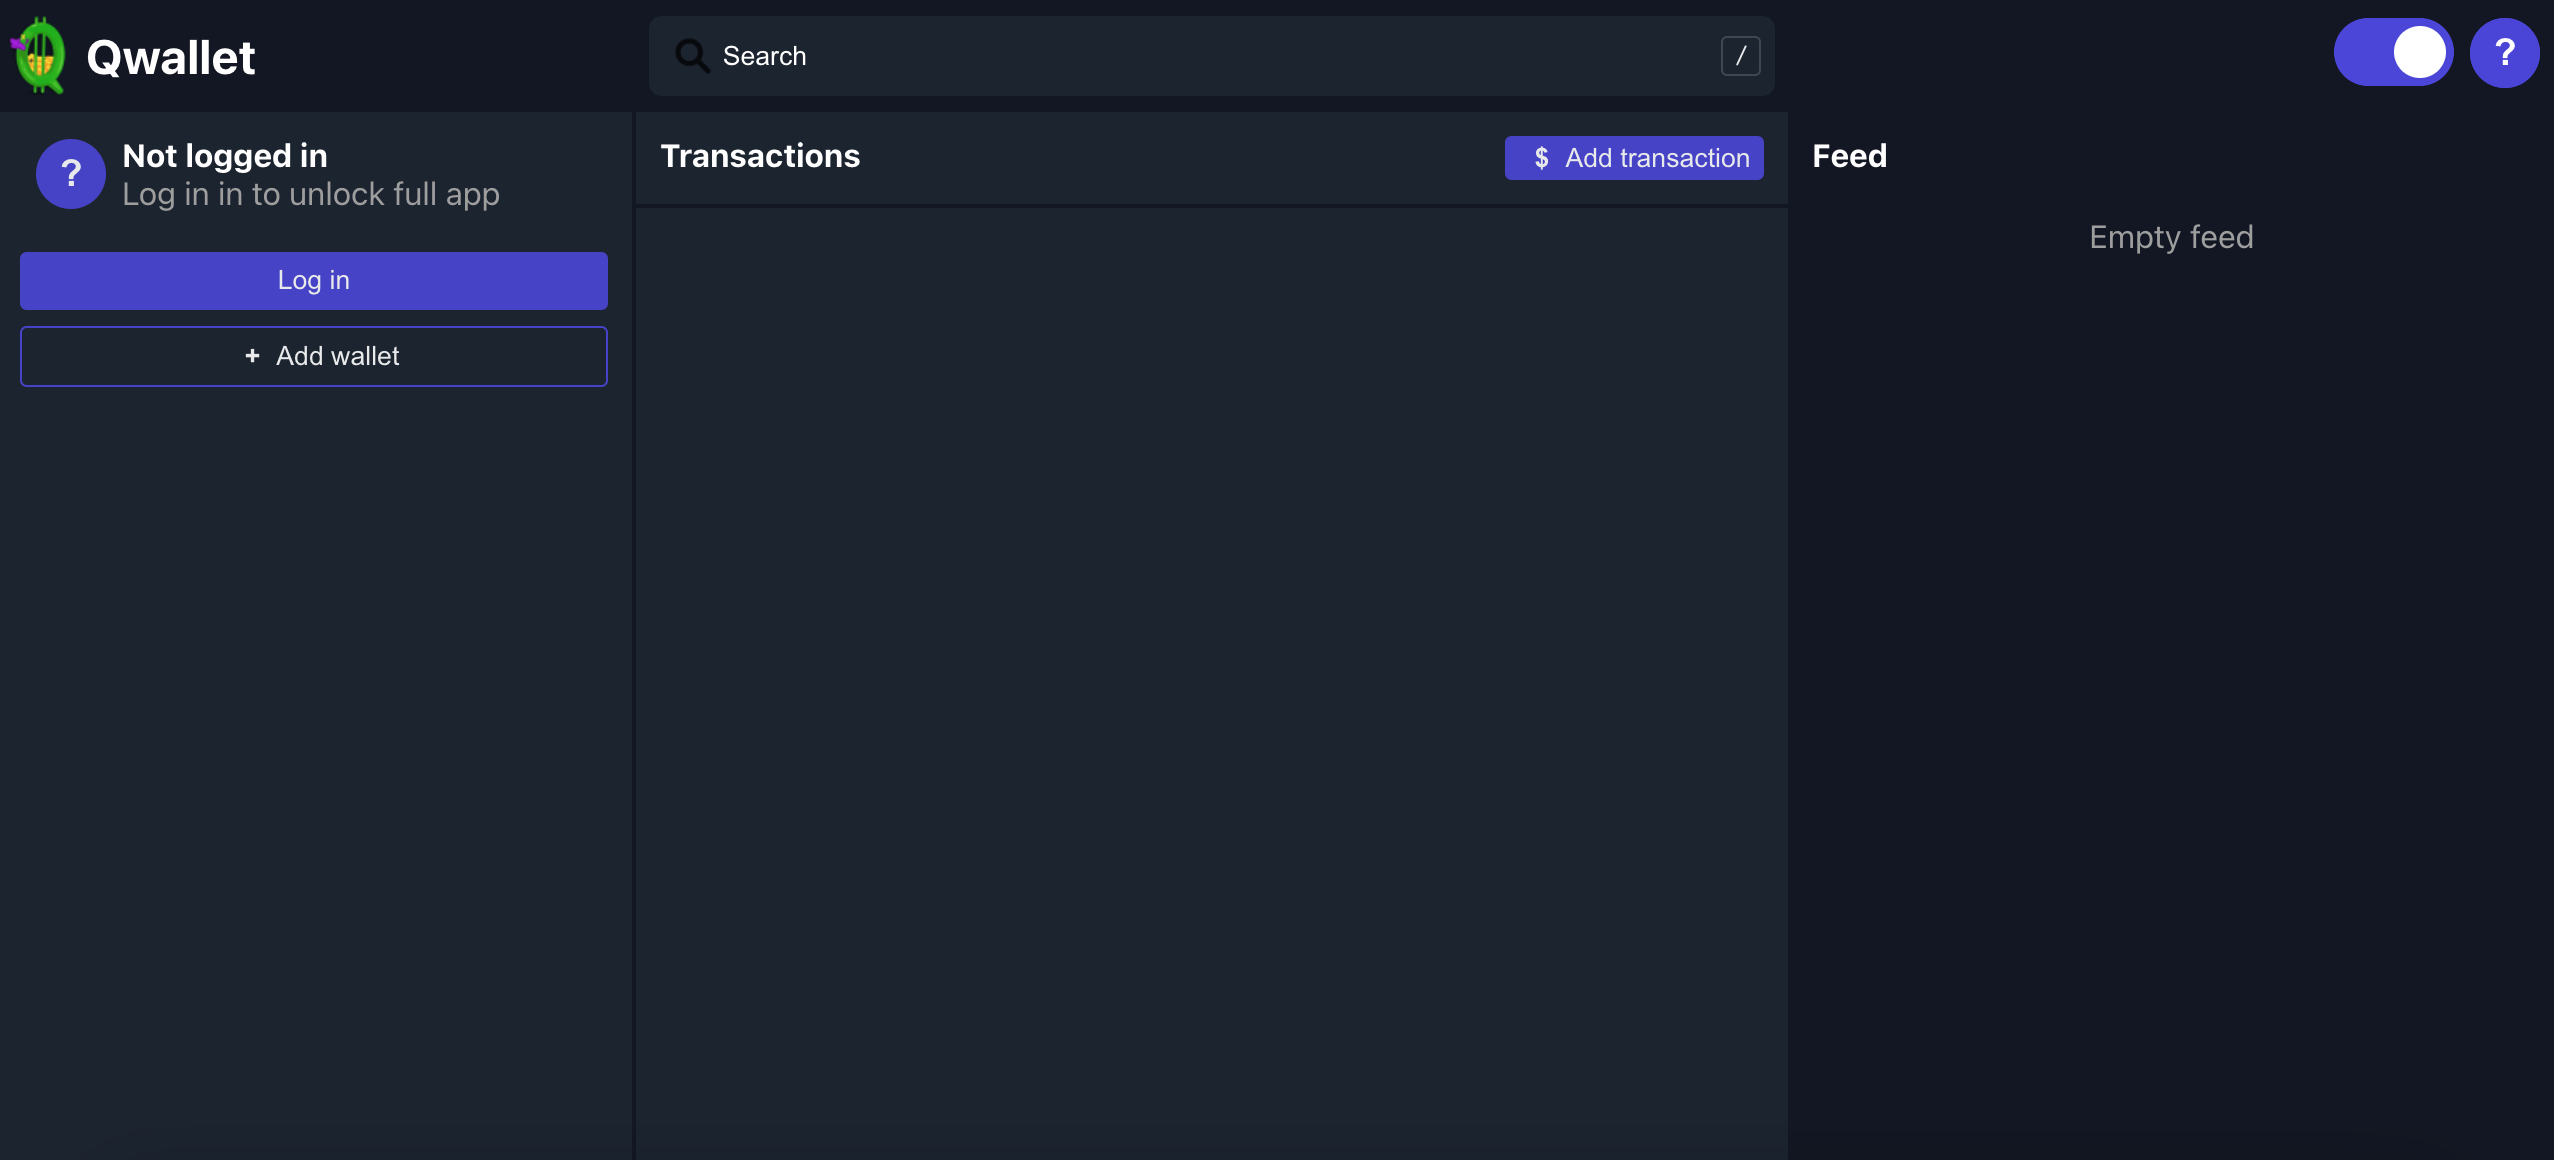 Qwallet
Search
/
?
?
Not logged in
Log in in to unlock full app
Log in
+ Add wallet
Transactions
$ Add transaction
Feed
Empty feed